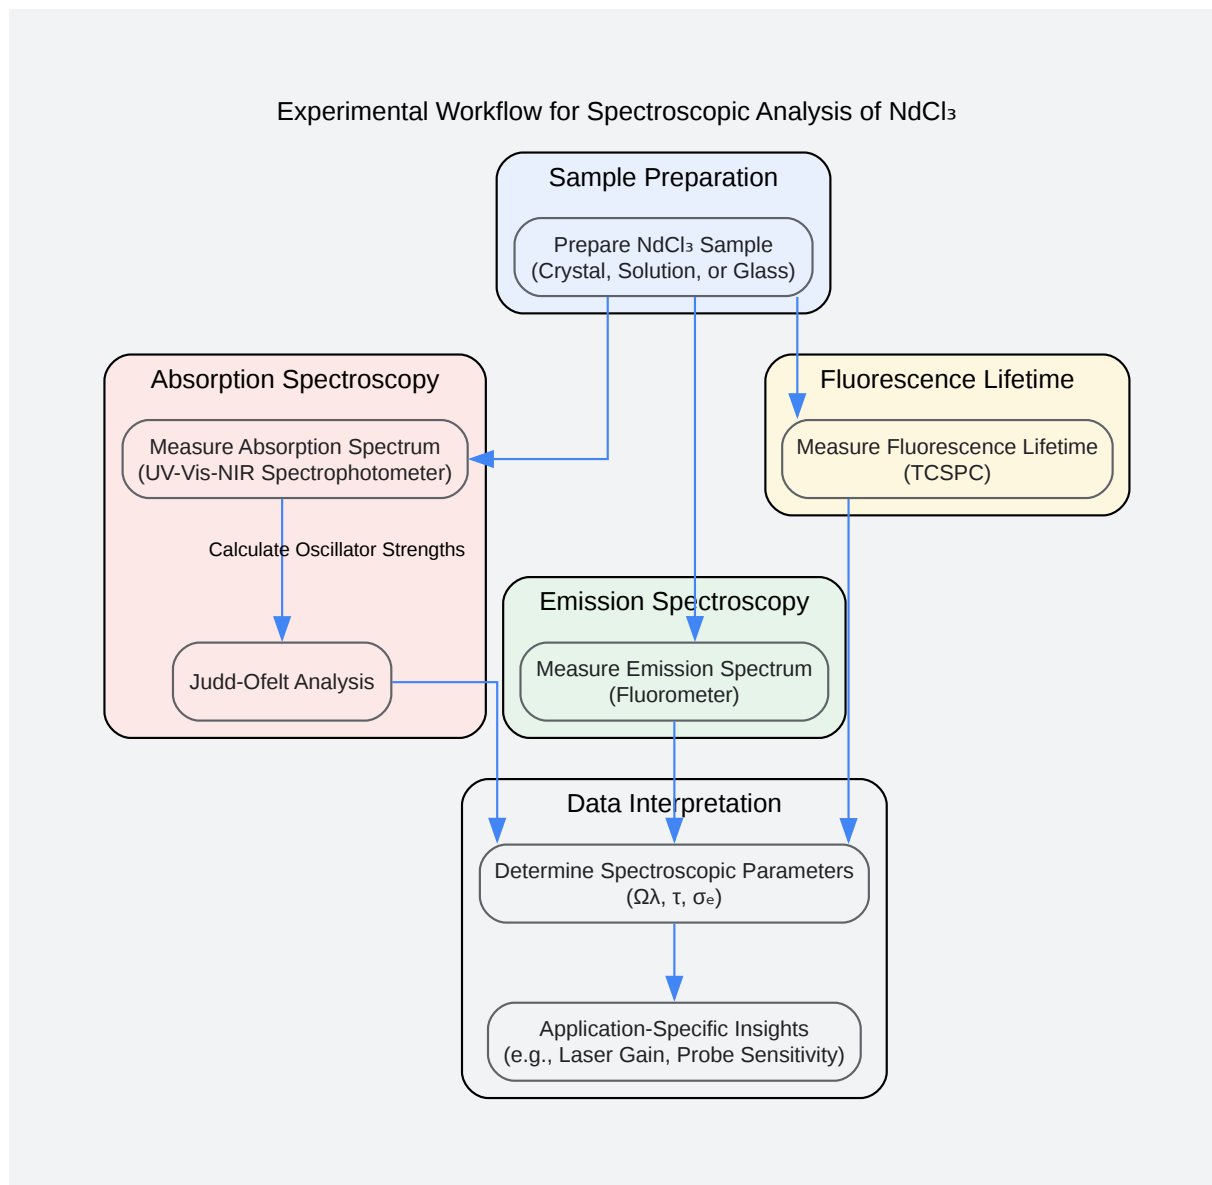 Experimental Workflow for Spectroscopic Analysis of NdCl₃
Sample Preparation
Prepare NdCl₃ Sample
(Crystal, Solution, or Glass)
Absorption Spectroscopy
Measure Absorption Spectrum
(UV-Vis-NIR Spectrophotometer)
Calculate Oscillator Strengths
Judd-Ofelt Analysis
Fluorescence Lifetime
Measure Fluorescence Lifetime
(TCSPC)
Emission Spectroscopy
Measure Emission Spectrum
(Fluorometer)
Data Interpretation
Determine Spectroscopic Parameters
(Ωλ, τ, σₑ)
Application-Specific Insights
(e.g., Laser Gain, Probe Sensitivity)